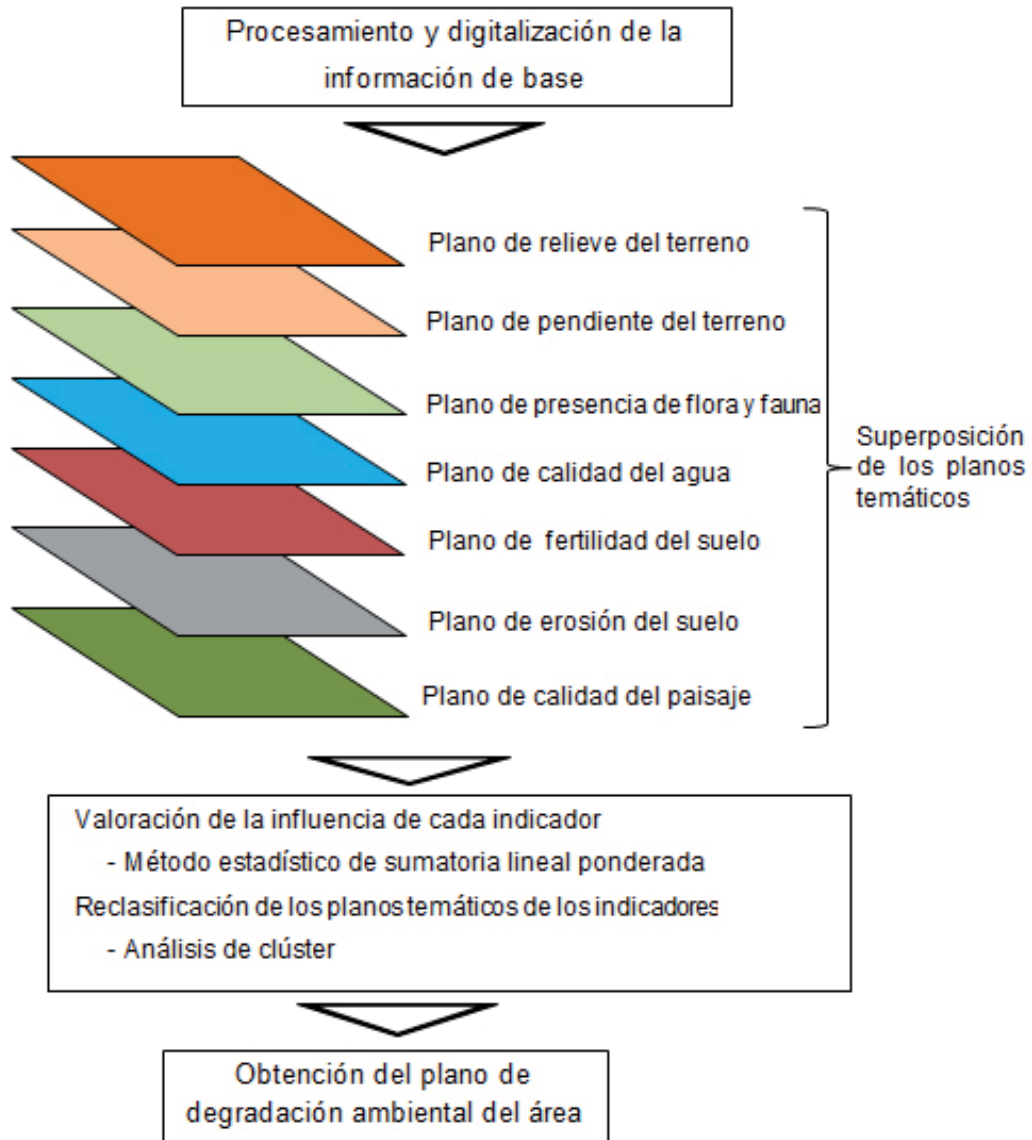 Procesamiento y digitalización de la
información de base
Plano de relieve del terreno
Plano de pendiente del terreno
Plano de presencia de flora y fauna
Plano de calidad del agua
Plano de fertilidad del suelo
Plano de erosión del suelo
Plano de calidad del paisaje
Superposición
de los planos
temáticos
Valoración de la influencia de cada indicador
- Método estadístico de sumatoria lineal ponderada
Reclasificación de los planos temáticos de los indicadores
- Análisis de clúster
Obtención del plano de
degradación ambiental del área